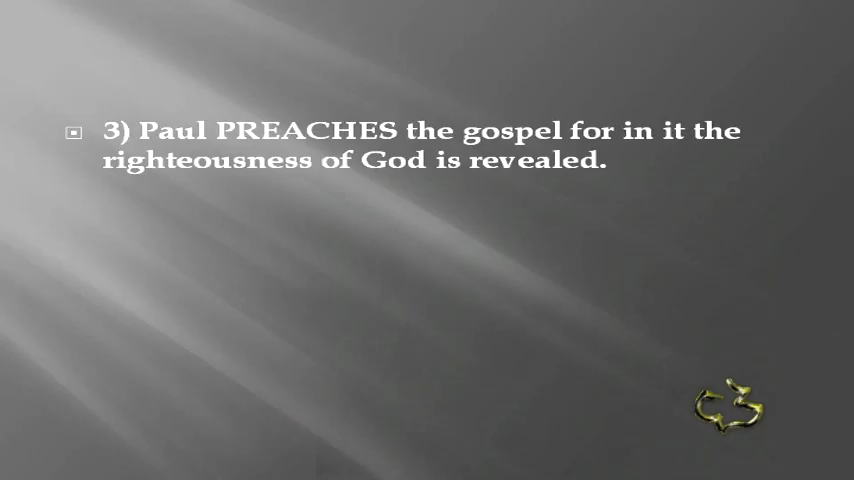 3) Paul PREACHES the gospel for in it the
righteousness of God is revealed.